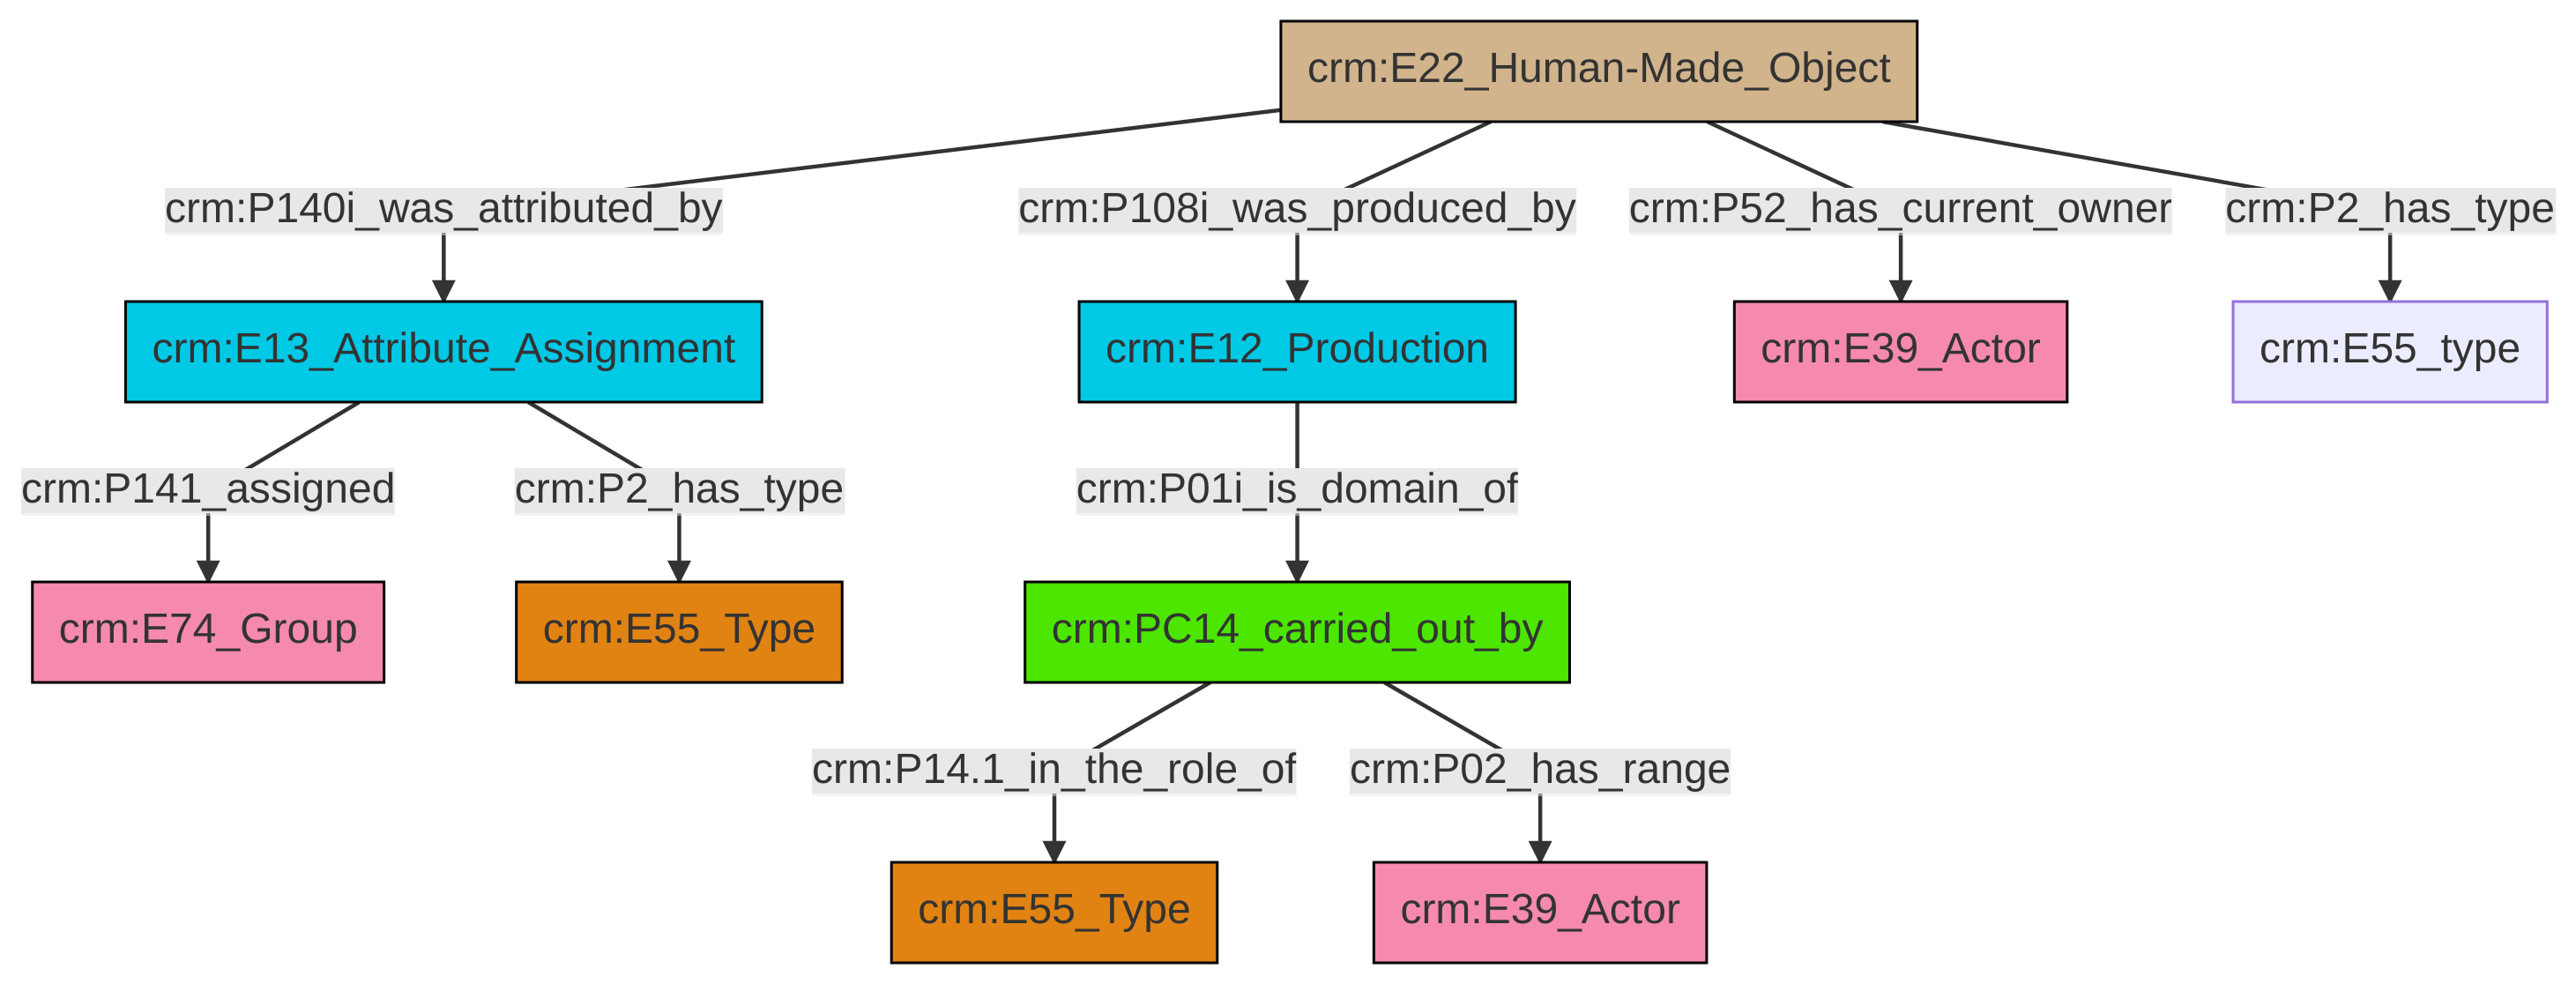 crm:E22_Human-Made_Object
crm:P140i_was_attributed_by
crm:P108i_was_produced_by
crm:P52_has_current_owner
crm:P2_has_type
crm:E13_Attribute_Assignment
crm:E12_Production
crm:E39_Actor
crm:E55_type
crm:P141_assigned
crm:P2_has_type
crm:P01i_is_domain_of
crm:E74_Group
crm:E55_Type
crm:PC14_carried_out_by
crm:P14.1_in_the_role_of
crm:P02_has_range
crm:E55_Type
crm:E39_Actor